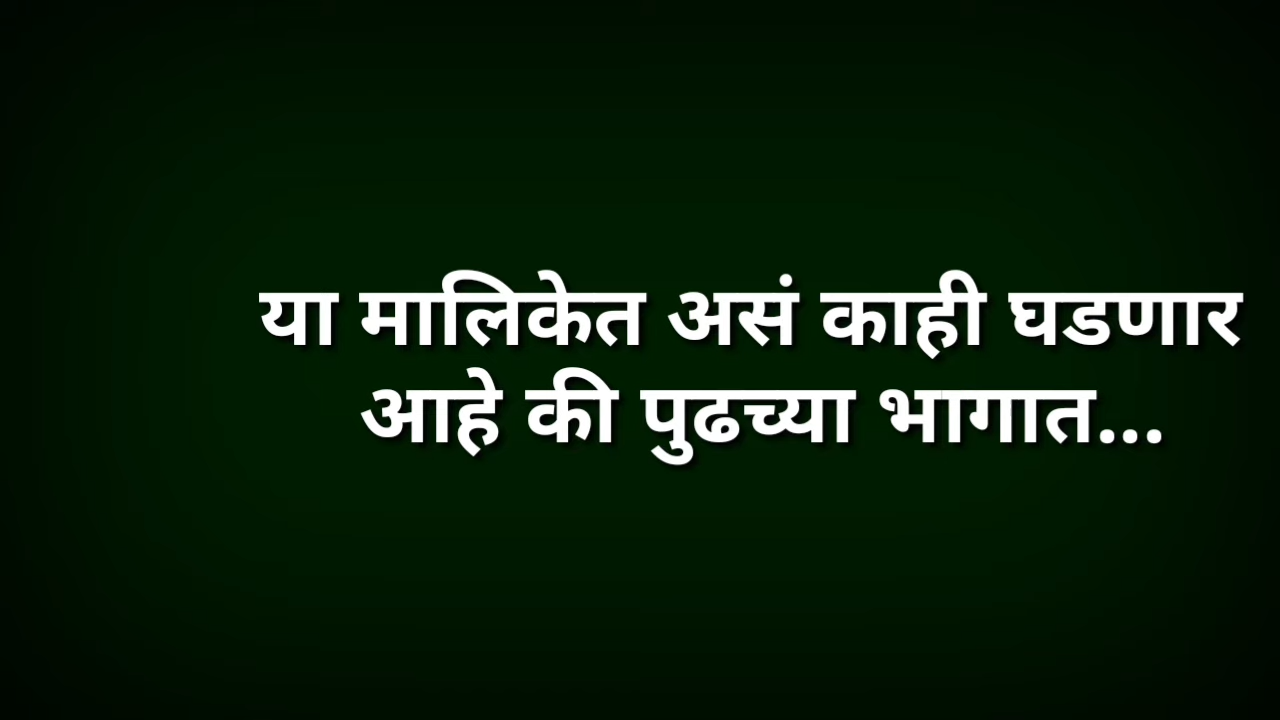 या मालिकेत असं काही घडणार
आहे की पुढच्या भागात...